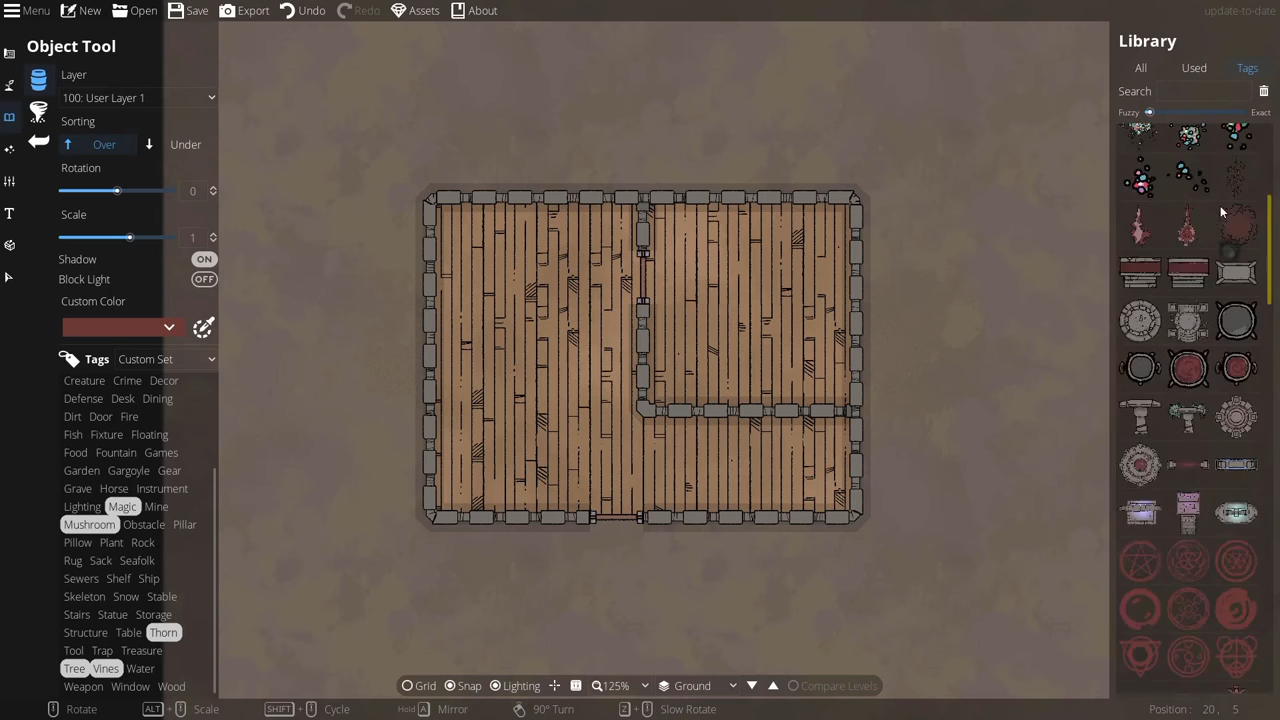 Menu New Open Save Export Undo Redo Assets About update-to-date
Object Tool
Layer
100: User Layer 1
Sorting
Over Under
Rotation
0
Scale
1
Shadow ON
Block Light OFF
Custom Color
Tags Custom Set
Creature Crime Decor
Defense Desk Dining
Dirt Door Fire
Fish Fixture Floating
Food Fountain Games
Garden Gargoyle Gear
Grave Horse Instrument
Lighting Magic Mine
Mushroom Obstacle Pillar
Pillow Plant Rock
Rug Sack Seafolk
Sewers Shelf Ship
Skeleton Snow Stable
Stairs Statue Storage
Structure Table Thorn
Tool Trap Treasure
Tree Vines Water
Weapon Window Wood
Library
All Used Tags
Search
Fuzzy Exact
Grid Snap Lighting 125% Ground Compare Levels
Rotate ALT + Scale SHIFT + Cycle Hold A Mirror 90° Turn Z + Slow Rotate Position : 20 , 5